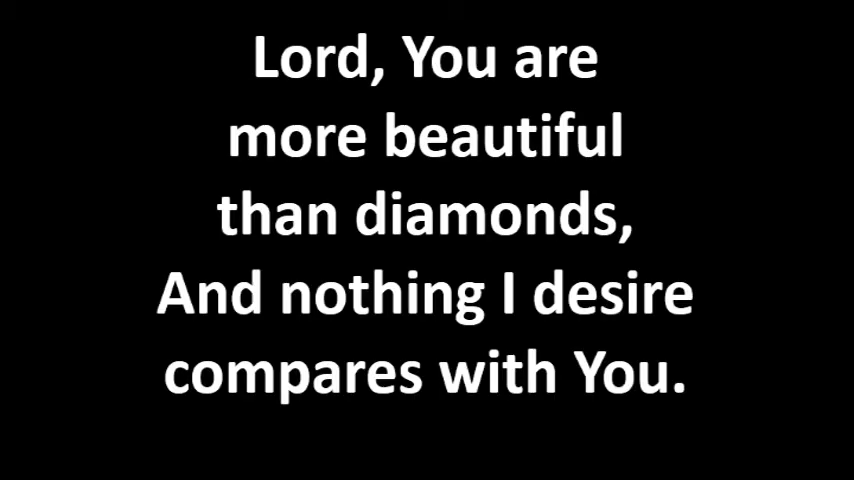 Lord, You are
more beautiful
than diamonds,
And nothing I desire
compares with You.